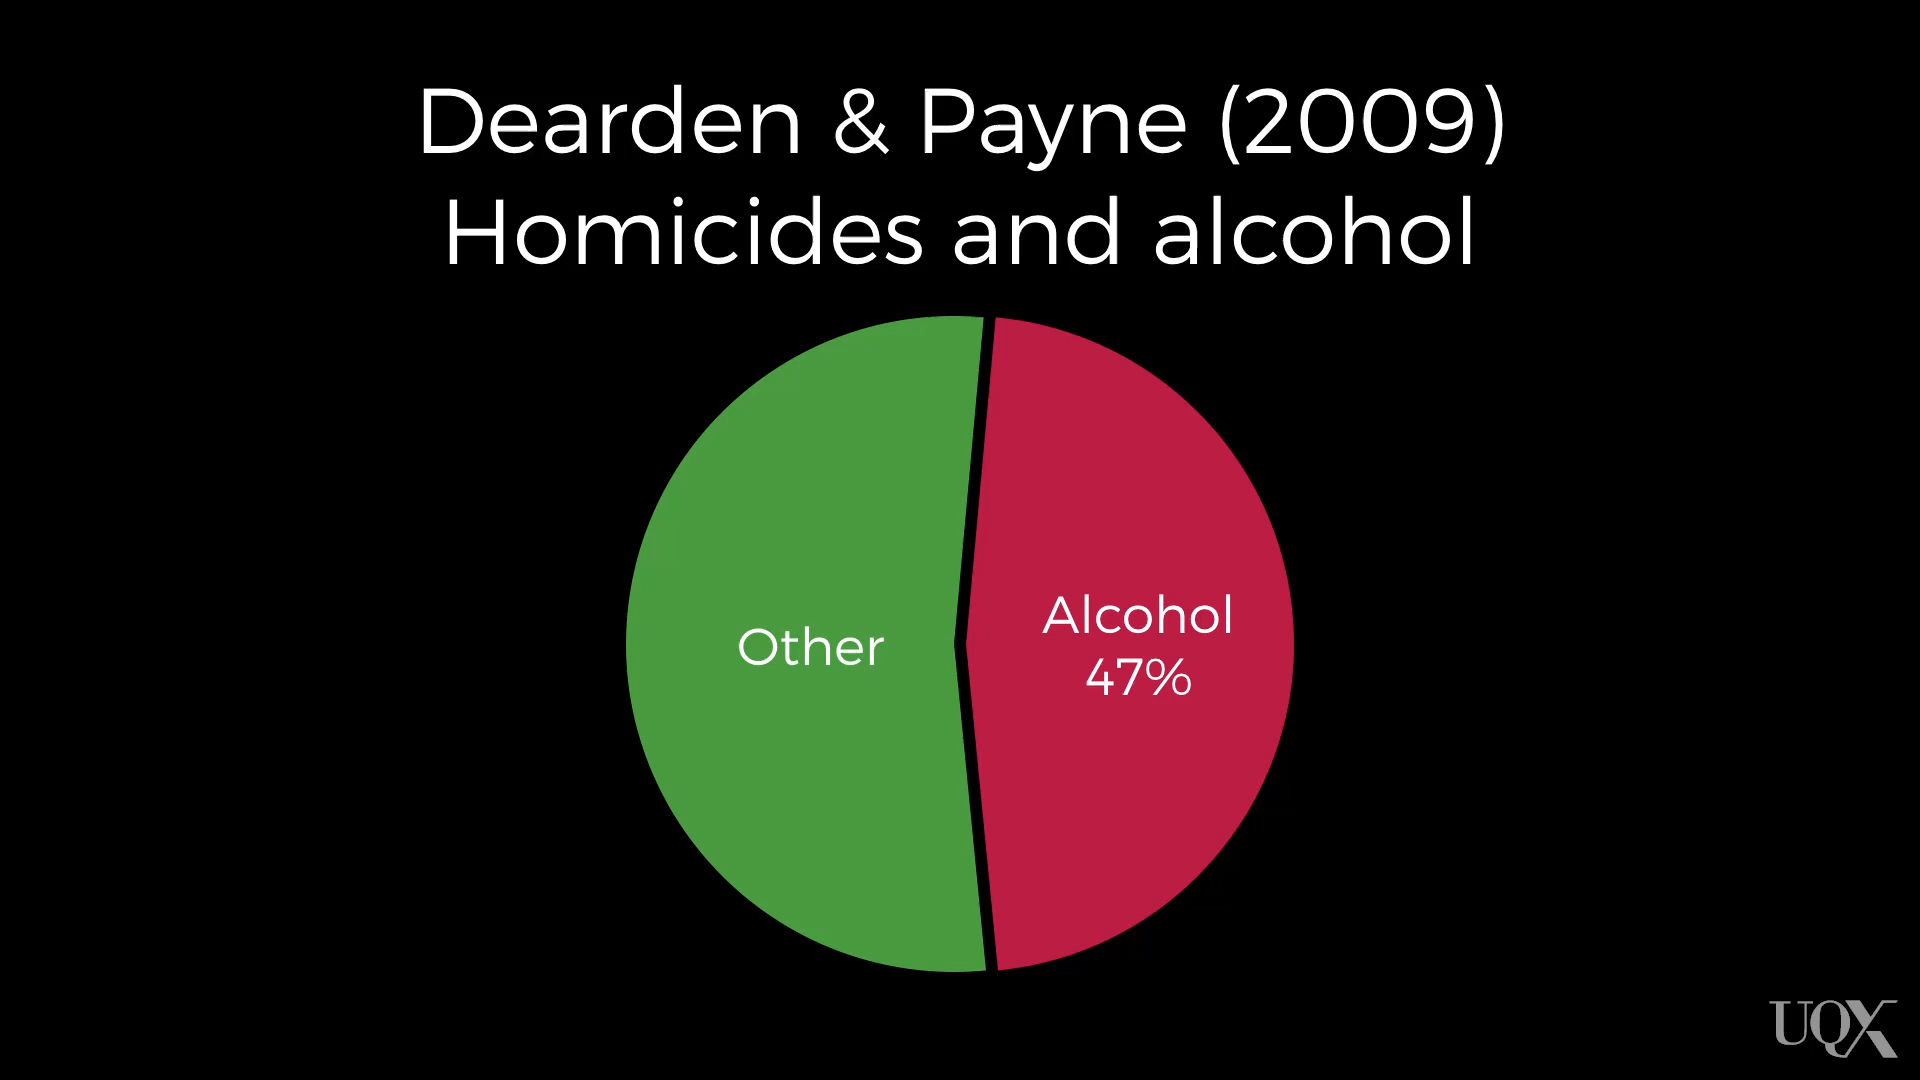 Dearden & Payne (2009)
Homicides and alcohol
Other
Alcohol
47%
UQX